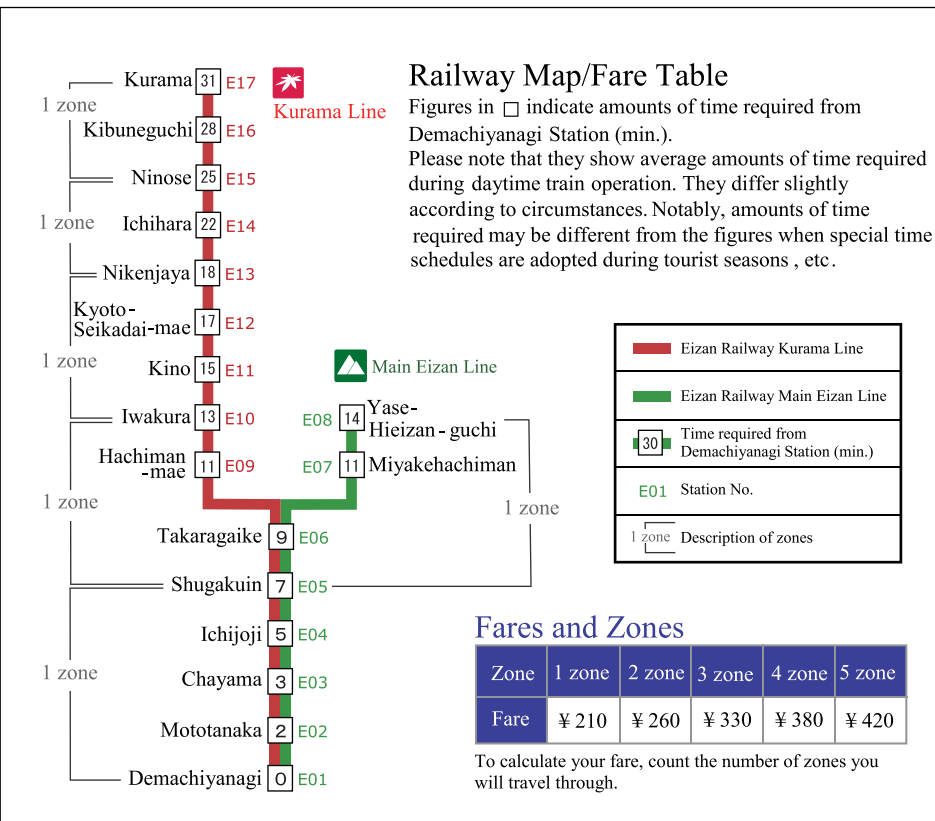 Railway Map/Fare Table
Figures in □ indicate amounts of time required from
Demachiyanagi Station (min.).
Please note that they show average amounts of time required
during daytime train operation. They differ slightly
according to circumstances. Notably, amounts of time
required may be different from the figures when special time
schedules are adopted during tourist seasons , etc.
Kurama 31 E17
Kurama Line
1 zone
Kibuneguchi 28 E16
Ninose 25 E15
1 zone
Ichihara 22 E14
Nikenjaya 18 E13
Kyoto-
Seikadai-mae 17 E12
1 zone
Kino 15 E11
Main Eizan Line
Iwakura 13 E10
E08 14 Yase-
Hieizan-guchi
Hachiman
-mae 11 E09
E07 11 Miyakehachiman
1 zone
1 zone
Takaragaike 9 E06
Shugakuin 7 E05
Ichijoji 5 E04
1 zone
Chayama 3 E03
Mototanaka 2 E02
Demachiyanagi 0 E01
Eizan Railway Kurama Line
Eizan Railway Main Eizan Line
30 Time required from
Demachiyanagi Station (min.)
E01 Station No.
1 zone Description of zones
Fares and Zones
Zone 1 zone 2 zone 3 zone 4 zone 5 zone
Fare ¥210 ¥260 ¥330 ¥380 ¥420
To calculate your fare, count the number of zones you
will travel through.